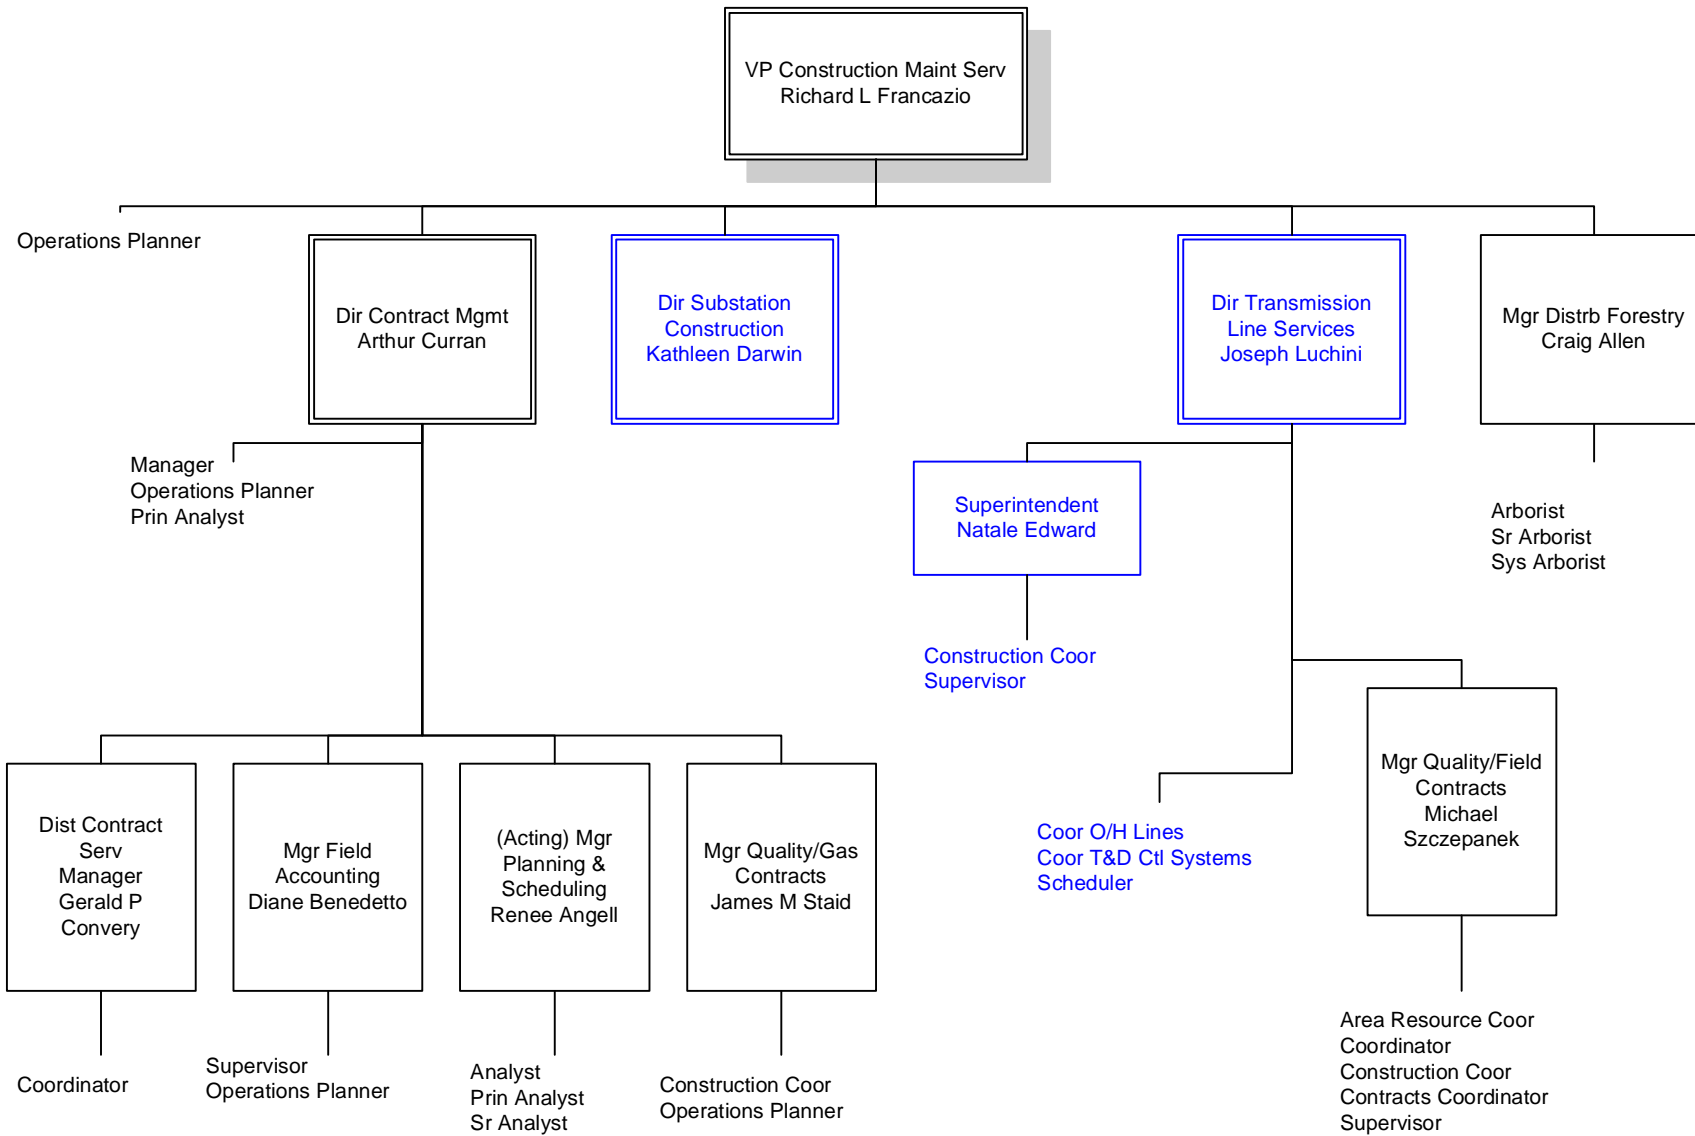 VP Construction Maint Serv
Richard L Francazio
Operations Planner
Dir Contract Mgmt
Arthur Curran
Dir Substation
Construction
Kathleen Darwin
Dir Transmission
Line Services
Joseph Luchini
Mgr Distrb Forestry
Craig Allen
Manager
Operations Planner
Prin Analyst
Superintendent
Natale Edward
Arborist
Sr Arborist
Sys Arborist
Construction Coor
Supervisor
Dist Contract
Serv
Manager
Gerald P
Convery
Mgr Field
Accounting
Diane Benedetto
(Acting) Mgr
Planning &
Scheduling
Renee Angell
Mgr Quality/Gas
Contracts
James M Staid
Coor O/H Lines
Coor T&D Ctl Systems
Scheduler
Mgr Quality/Field
Contracts
Michael
Szczepanek
Coordinator
Supervisor
Operations Planner
Analyst
Prin Analyst
Sr Analyst
Construction Coor
Operations Planner
Area Resource Coor
Coordinator
Construction Coor
Contracts Coordinator
Supervisor